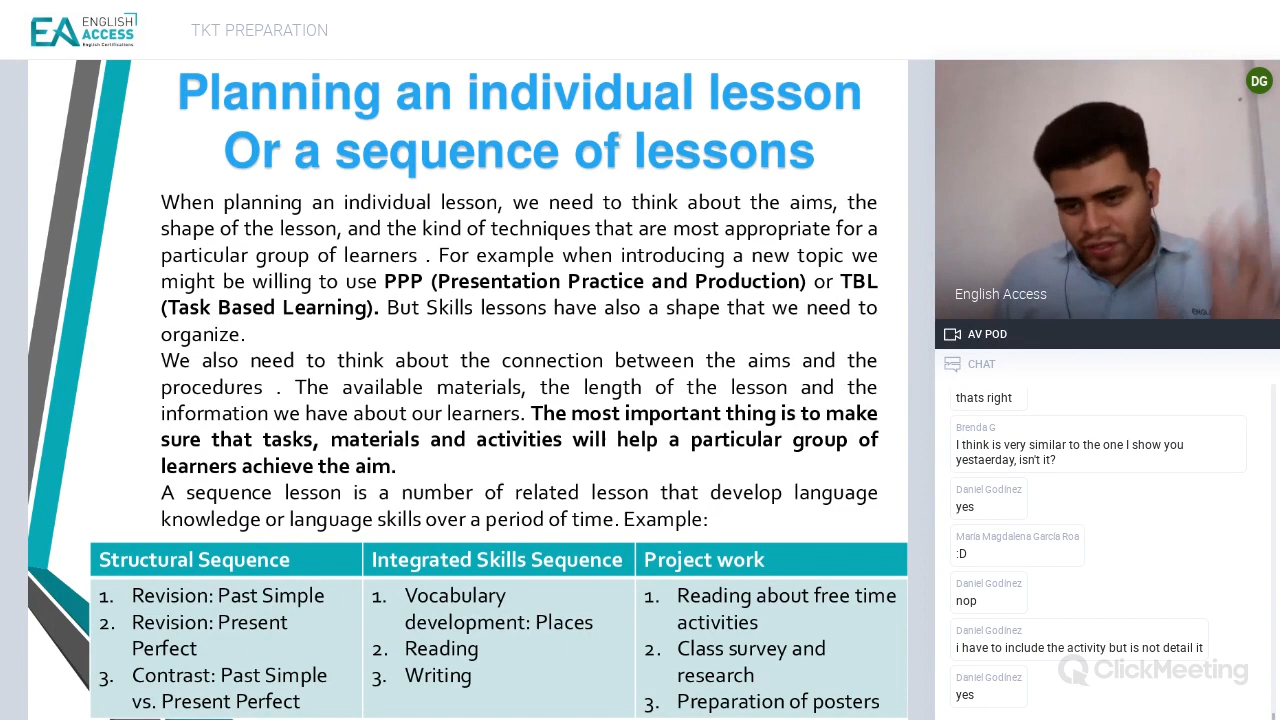 EA ENGLISH ACCESS
English Certifications
TKT PREPARATION
Planning an individual lesson
Or a sequence of lessons
When planning an individual lesson, we need to think about the aims, the
shape of the lesson, and the kind of techniques that are most appropriate for a
particular group of learners . For example when introducing a new topic we
might be willing to use PPP (Presentation Practice and Production) or TBL
(Task Based Learning). But Skills lessons have also a shape that we need to
organize.
We also need to think about the connection between the aims and the
procedures . The available materials, the length of the lesson and the
information we have about our learners. The most important thing is to make
sure that tasks, materials and activities will help a particular group of
learners achieve the aim.
A sequence lesson is a number of related lesson that develop language
knowledge or language skills over a period of time. Example:
Structural Sequence
1. Revision: Past Simple
2. Revision: Present
Perfect
3. Contrast: Past Simple
vs. Present Perfect
Integrated Skills Sequence
1. Vocabulary
development: Places
2. Reading
3. Writing
Project work
1. Reading about free time
activities
2. Class survey and
research
3. Preparation of posters
DG
English Access
AV POD
CHAT
thats right
Brenda G
I think is very similar to the one I show you
yestaerday, isn't it?
Daniel Godínez
yes
María Magdalena García Roa
:D
Daniel Godínez
nop
Daniel Godínez
i have to include the activity but is not detail it
Daniel Godínez
yes
ClickMeeting